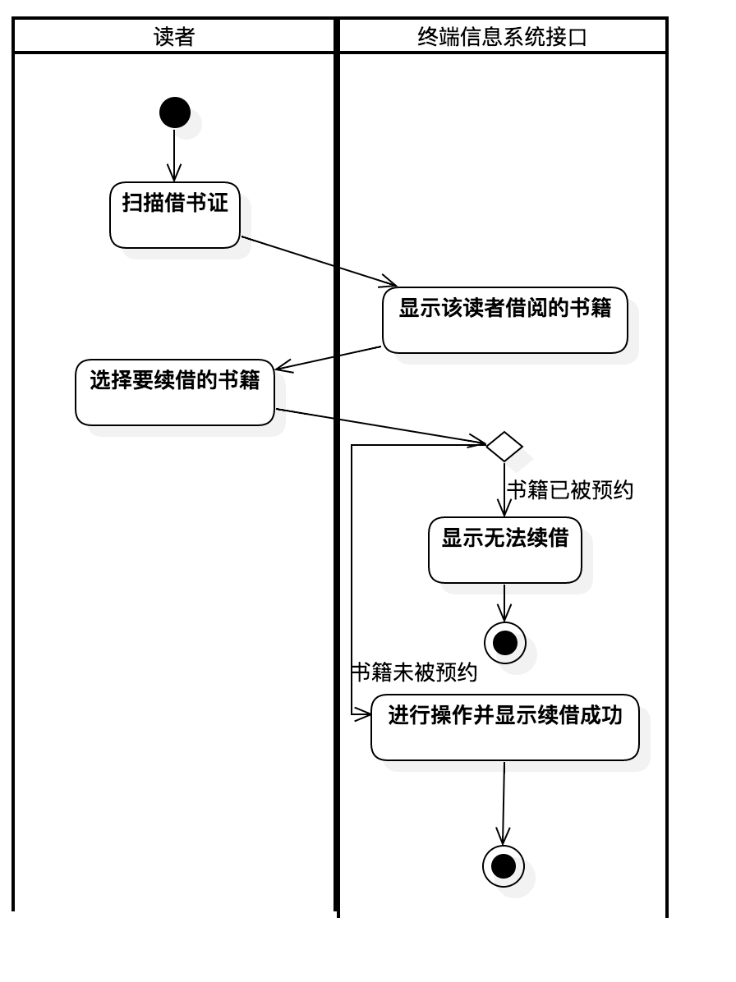 读者
终端信息系统接口
扫描借书证
显示该读者借阅的书籍
选择要续借的书籍
书籍已被预约
显示无法续借
书籍未被预约
进行操作并显示续借成功